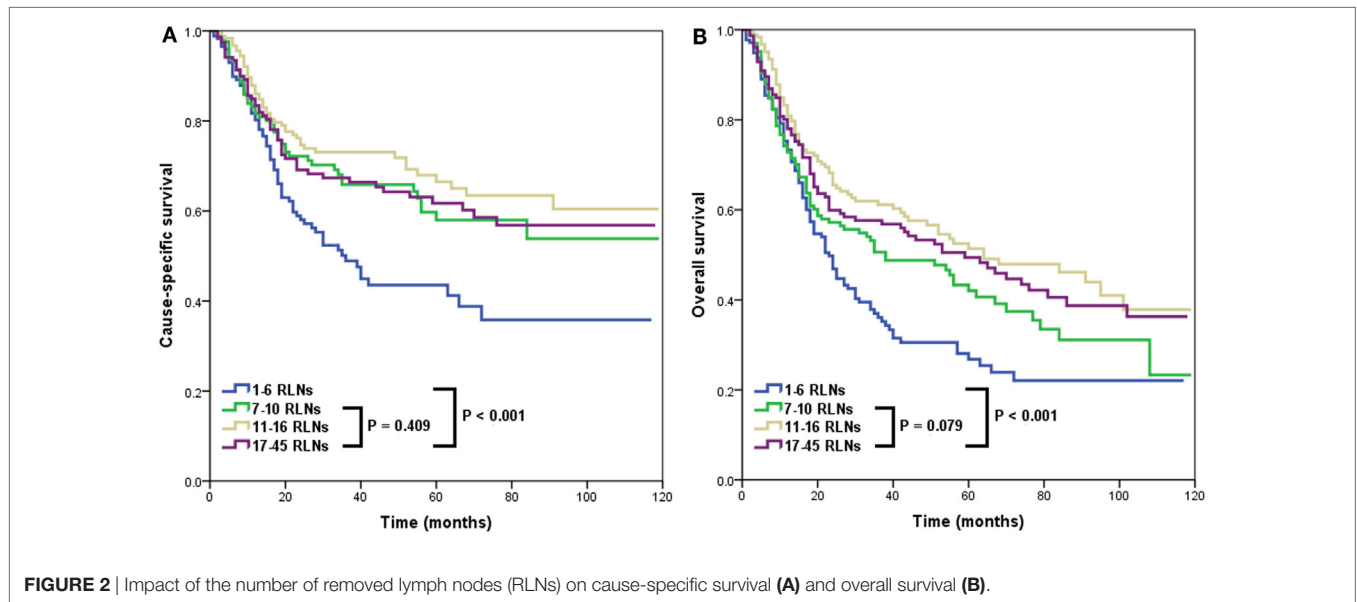 A
1.0
0.8
0.6
0.4
0.2
0.0
Cause-specific survival
1-6 RLNs
7-10 RLNs
11-16 RLNs
17-45 RLNs
P = 0.409
P < 0.001
0 20 40 60 80 100 120
Time (months)
B
1.0
0.8
0.6
0.4
0.2
0.0
Overall survival
1-6 RLNs
7-10 RLNs
11-16 RLNs
17-45 RLNs
P = 0.079
P < 0.001
0 20 40 60 80 100 120
Time (months)
FIGURE 2 | Impact of the number of removed lymph nodes (RLNs) on cause-specific survival (A) and overall survival (B).